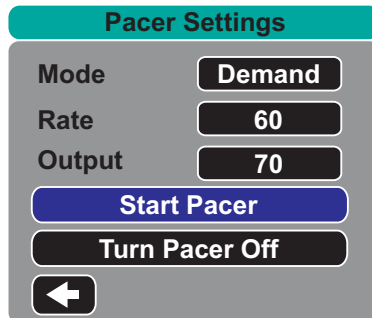 Pacer Settings
Mode Demand
Rate 60
Output 70
Start Pacer
Turn Pacer Off